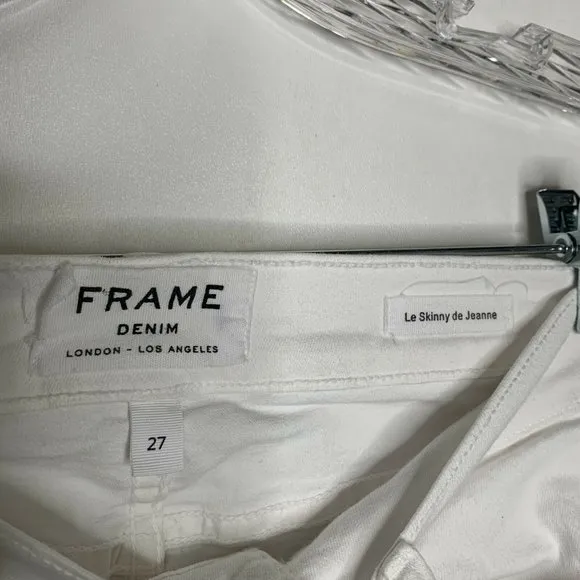 FRAME
DENIM
LONDON - LOS ANGELES
Le Skinny de Jeanne
27